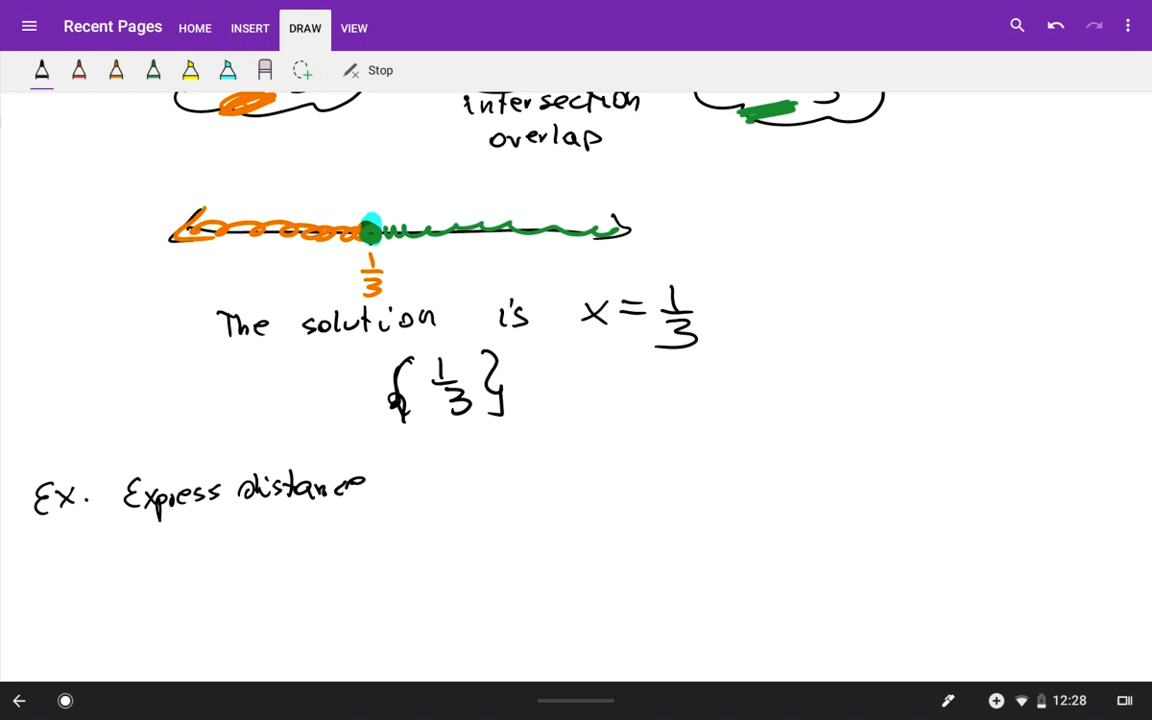 Recent Pages HOME INSERT DRAW VIEW
Stop
intersection
overlap
1/3
The solution is x = 1/3
{ 1/3 }
Ex. Express distance
12:28